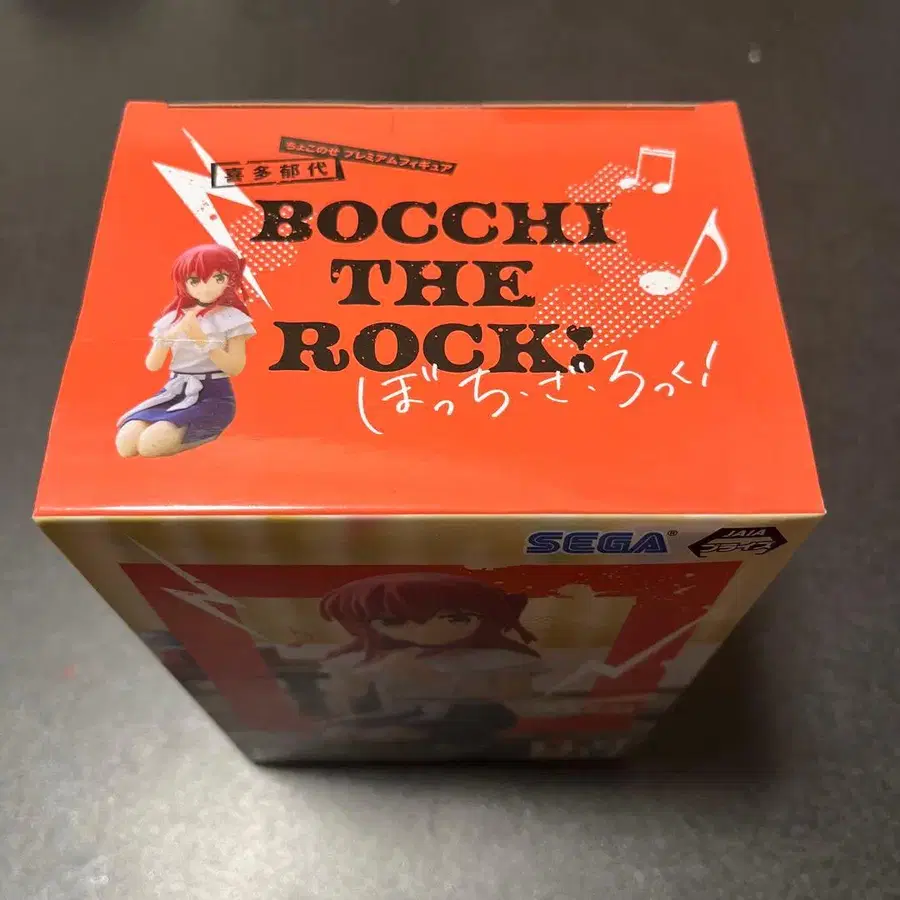 ちょこのせ プレミアムフィギュア
喜多郁代
BOCCHI
THE
ROCK!
ぼっち・ざ・ろっく!
SEGA®
JAIA
プライズ